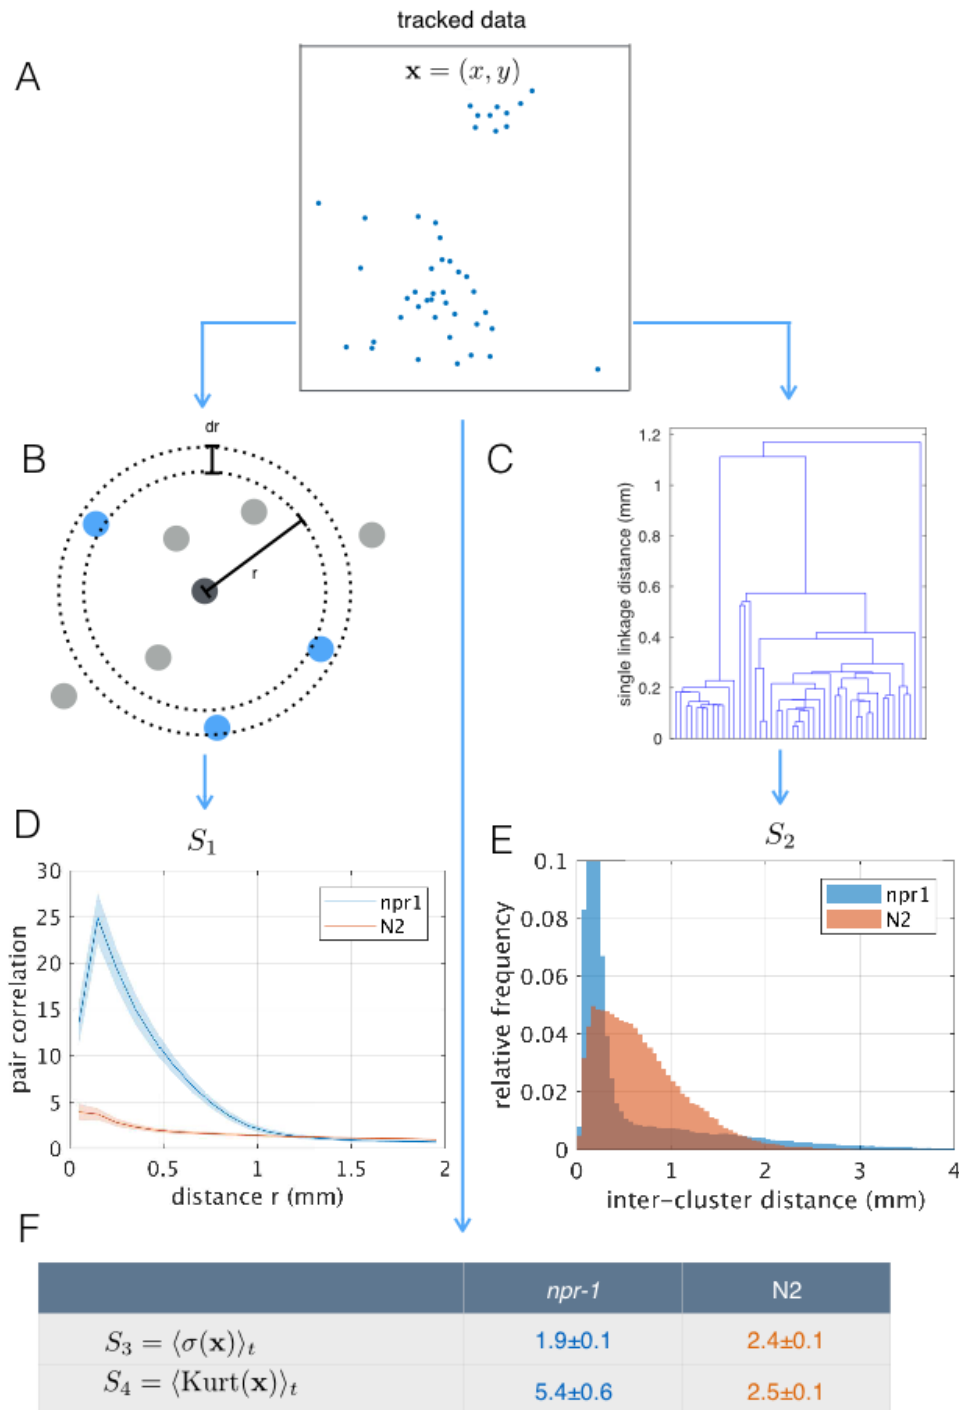 tracked data
A
x = (x, y)
B
dr
r
C
single linkage distance (mm)
1.2
1
0.8
0.6
0.4
0.2
0
D
S₁
pair correlation
30
25
20
15
10
5
0
npr1
N2
0 0.5 1 1.5 2
distance r (mm)
E
S₂
relative frequency
0.1
0.08
0.06
0.04
0.02
0
npr1
N2
0 1 2 3 4
inter-cluster distance (mm)
F
npr-1 N2
S₃ = ⟨σ(x)⟩ₜ 1.9±0.1 2.4±0.1
S₄ = ⟨Kurt(x)⟩ₜ 5.4±0.6 2.5±0.1